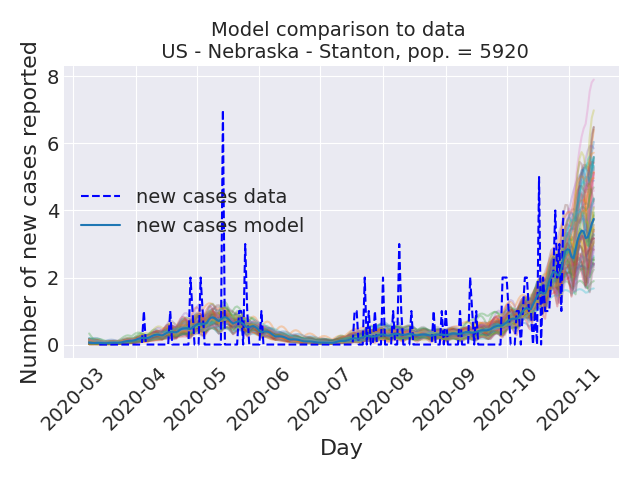 Model comparison to data
US - Nebraska - Stanton, pop. = 5920
Number of new cases reported
8
6
4
2
0
new cases data
new cases model
2020-03
2020-04
2020-05
2020-06
2020-07
2020-08
2020-09
2020-10
2020-11
Day